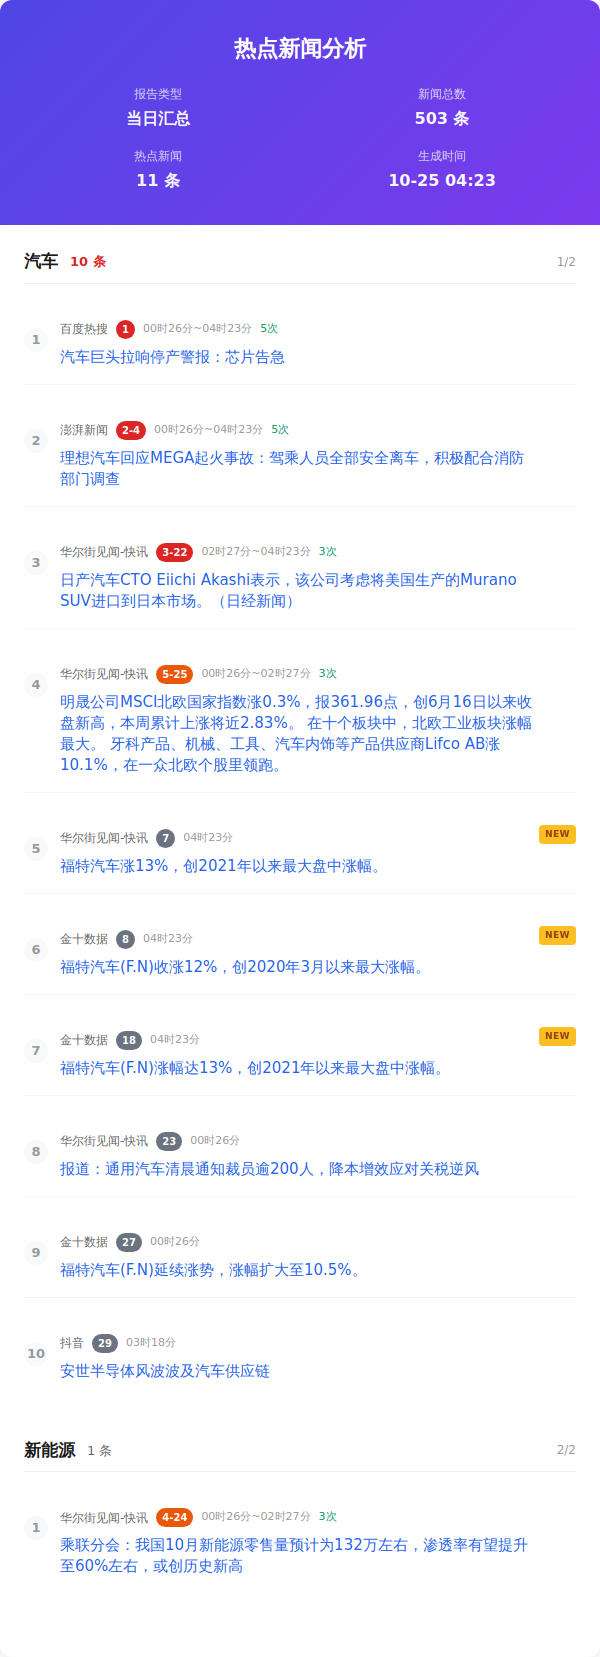 热点新闻分析
报告类型
新闻总数
当日汇总
503 条
热点新闻
生成时间
11 条
10-25 04:23
汽车 10 条 1/2
1
百度热搜 1 00时26分~04时23分 5次
汽车巨头拉响停产警报：芯片告急
2
澎湃新闻 2-4 00时26分~04时23分 5次
理想汽车回应MEGA起火事故：驾乘人员全部安全离车，积极配合消防
部门调查
3
华尔街见闻-快讯 3-22 02时27分~04时23分 3次
日产汽车CTO Eiichi Akashi表示，该公司考虑将美国生产的Murano
SUV进口到日本市场。（日经新闻）
4
华尔街见闻-快讯 5-25 00时26分~02时27分 3次
明晟公司MSCI北欧国家指数涨0.3%，报361.96点，创6月16日以来收
盘新高，本周累计上涨将近2.83%。 在十个板块中，北欧工业板块涨幅
最大。 牙科产品、机械、工具、汽车内饰等产品供应商Lifco AB涨
10.1%，在一众北欧个股里领跑。
5
华尔街见闻-快讯 7 04时23分 NEW
福特汽车涨13%，创2021年以来最大盘中涨幅。
6
金十数据 8 04时23分 NEW
福特汽车(F.N)收涨12%，创2020年3月以来最大涨幅。
7
金十数据 18 04时23分 NEW
福特汽车(F.N)涨幅达13%，创2021年以来最大盘中涨幅。
8
华尔街见闻-快讯 23 00时26分
报道：通用汽车清晨通知裁员逾200人，降本增效应对关税逆风
9
金十数据 27 00时26分
福特汽车(F.N)延续涨势，涨幅扩大至10.5%。
10
抖音 29 03时18分
安世半导体风波波及汽车供应链
新能源 1 条 2/2
1
华尔街见闻-快讯 4-24 00时26分~02时27分 3次
乘联分会：我国10月新能源零售量预计为132万左右，渗透率有望提升
至60%左右，或创历史新高